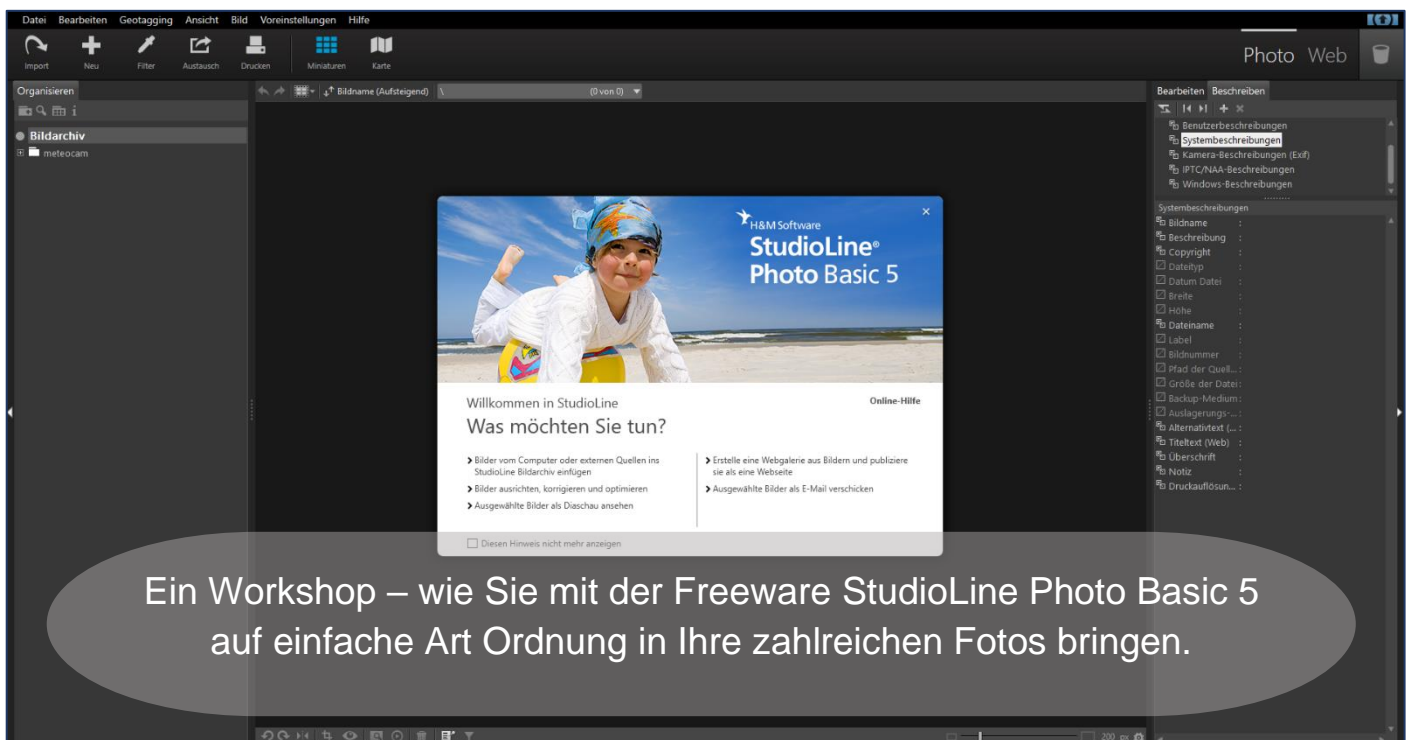 Datei Bearbeiten Geotagging Ansicht Bild Voreinstellungen Hilfe
Import Neu Filter Austausch Drucken Miniaturen Karte
Photo Web
Organisieren
Bildname (Aufsteigend) \ (0 von 0)
Bildarchiv
meteocam
Bearbeiten Beschreiben
Benutzerbeschreibungen
Systembeschreibungen
Kamera-Beschreibungen (Exif)
IPTC/NAA-Beschreibungen
Windows-Beschreibungen
Systembeschreibungen
Bildname :
Beschreibung :
Copyright :
Dateityp :
Datum Datei :
Breite :
Höhe :
Dateiname :
Label :
Bildnummer :
Pfad der Quell... :
Größe der Datei :
Backup-Medium :
Auslagerungs-... :
Alternativtext (... :
Titeltext (Web) :
Überschrift :
Notiz :
Druckauflösun... :
H&M Software
StudioLine®
Photo Basic 5
Willkommen in StudioLine
Online-Hilfe
Was möchten Sie tun?
Bilder vom Computer oder externen Quellen ins
StudioLine Bildarchiv einfügen
Bilder ausrichten, korrigieren und optimieren
Ausgewählte Bilder als Diaschau ansehen
Erstelle eine Webgalerie aus Bildern und publiziere
sie als eine Webseite
Ausgewählte Bilder als E-Mail verschicken
Diesen Hinweis nicht mehr anzeigen
Ein Workshop – wie Sie mit der Freeware StudioLine Photo Basic 5
auf einfache Art Ordnung in Ihre zahlreichen Fotos bringen.
200 px